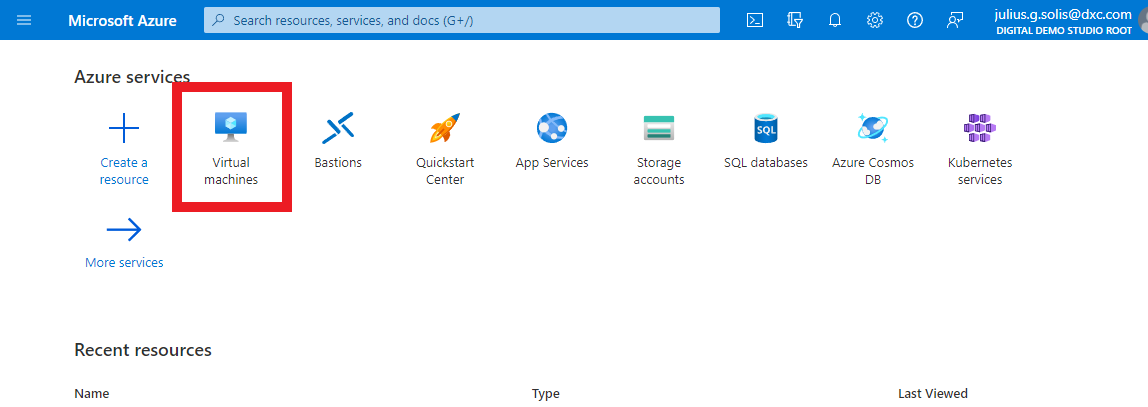 Microsoft Azure
Search resources, services, and docs (G+/)
julius.g.solis@dxc.com
DIGITAL DEMO STUDIO ROOT
Azure services
Create a
resource
Virtual
machines
Bastions
Quickstart
Center
App Services
Storage
accounts
SQL
SQL databases
Azure Cosmos
DB
Kubernetes
services
More services
Recent resources
Name
Type
Last Viewed